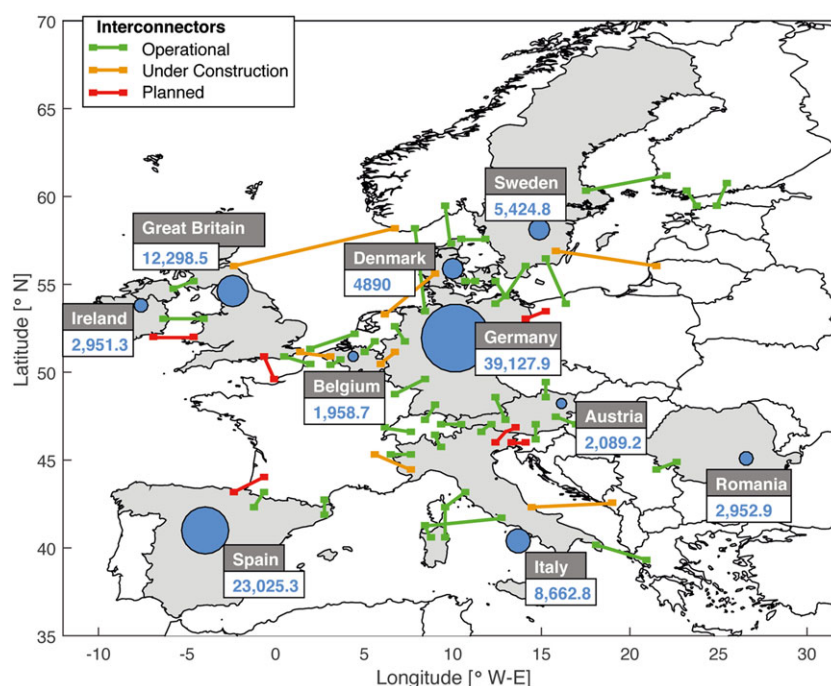 Interconnectors
Operational
Under Construction
Planned
70
65
60
55
50
45
40
35
Latitude [° N]
Sweden
5,424.8
Great Britain
12,298.5
Denmark
4890
Ireland
2,951.3
Germany
39,127.9
Belgium
1,958.7
Austria
2,089.2
Romania
2,952.9
Spain
23,025.3
Italy
8,662.8
-10 -5 0 5 10 15 20 25 30
Longitude [° W-E]